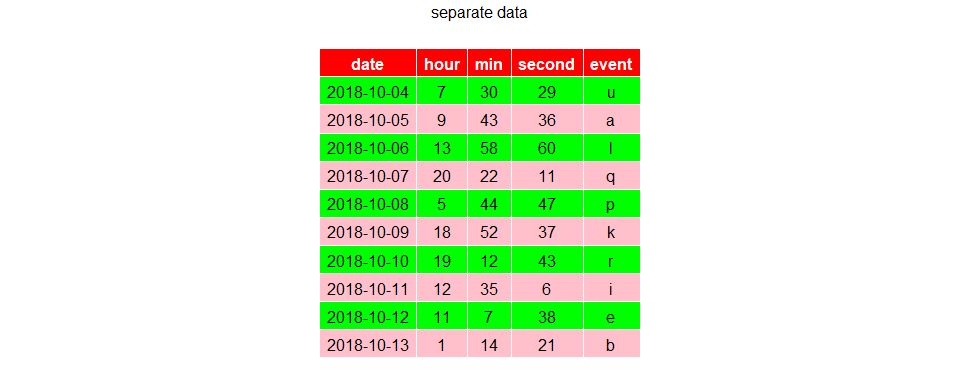 separate data
date hour min second event
2018-10-04 7 30 29 u
2018-10-05 9 43 36 a
2018-10-06 13 58 60 l
2018-10-07 20 22 11 q
2018-10-08 5 44 47 p
2018-10-09 18 52 37 k
2018-10-10 19 12 43 r
2018-10-11 12 35 6 i
2018-10-12 11 7 38 e
2018-10-13 1 14 21 b